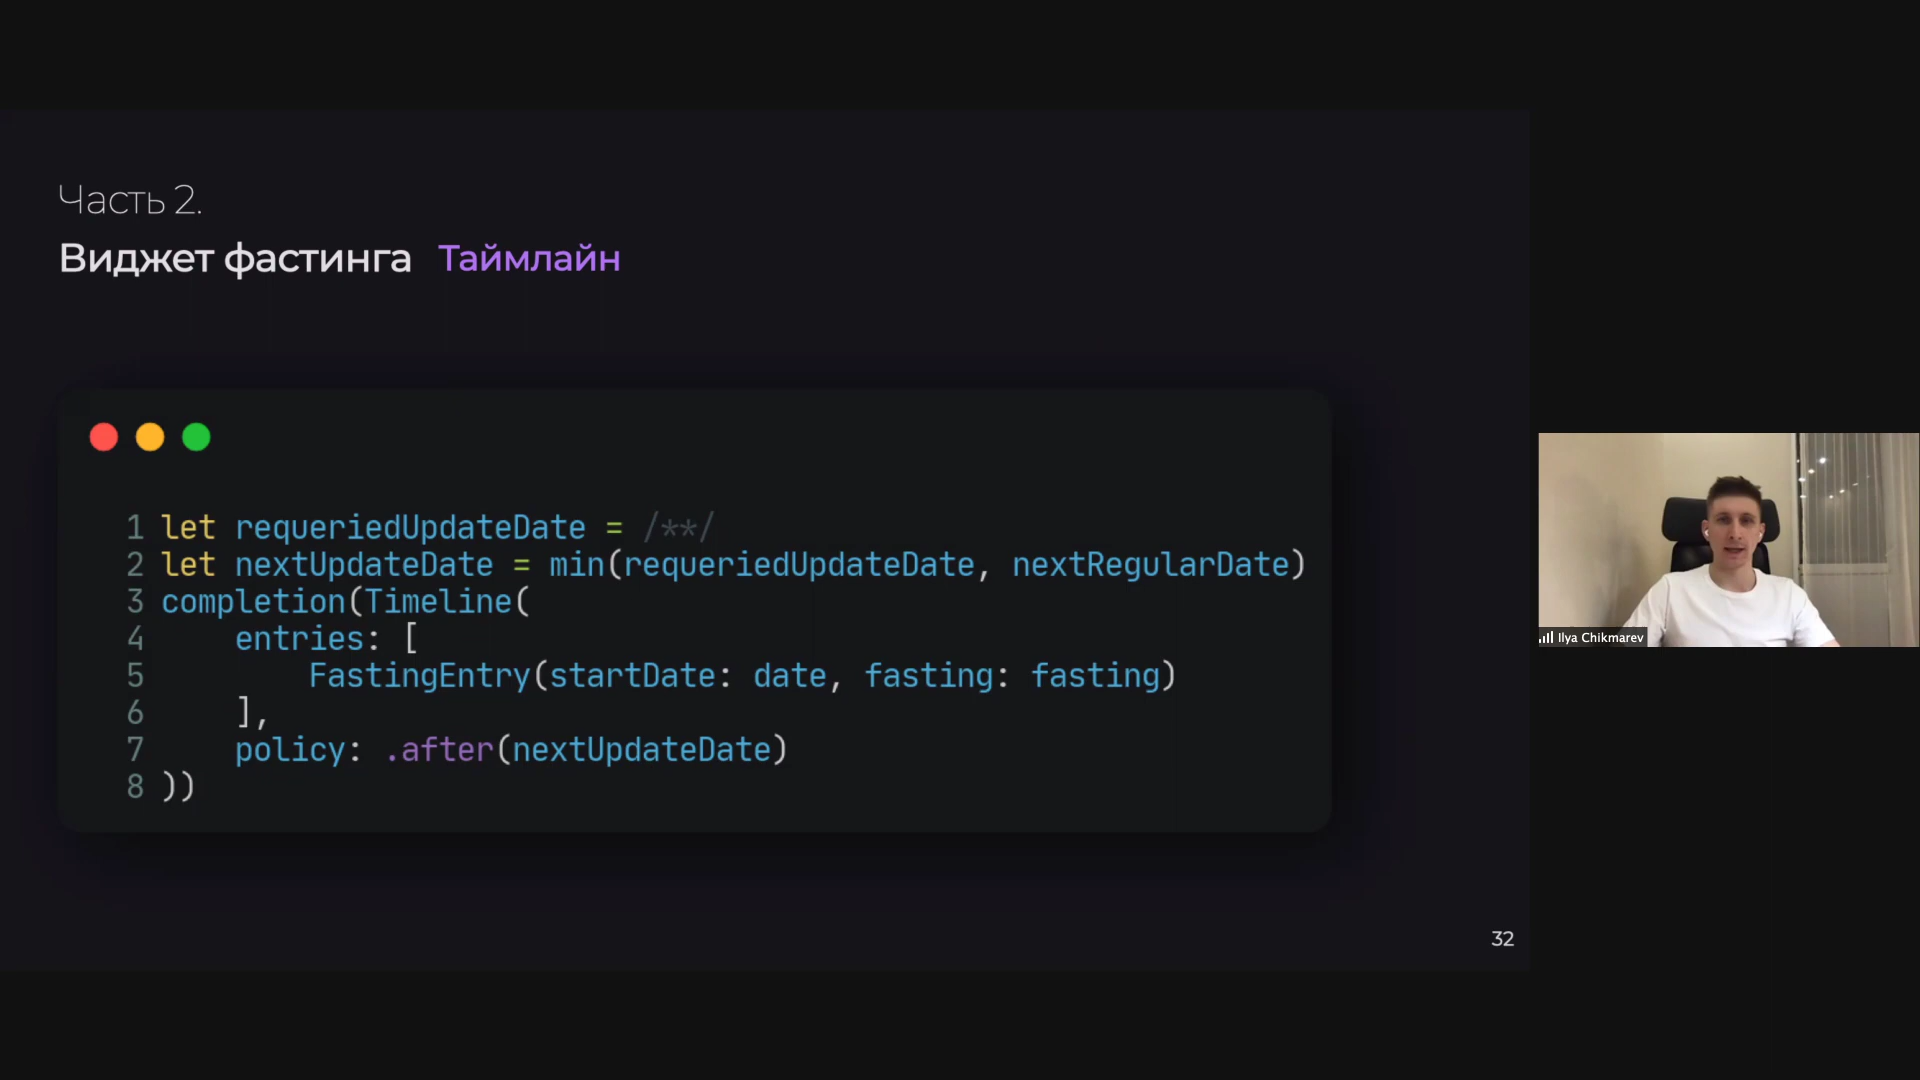 Часть 2.
Виджет фастинга Таймлайн
1 let requeriedUpdateDate = /**/
2 let nextUpdateDate = min(requeriedUpdateDate, nextRegularDate)
3 completion(Timeline(
4     entries: [
5         FastingEntry(startDate: date, fasting: fasting)
6     ],
7     policy: .after(nextUpdateDate)
8 ))
Ilya Chikmarev
32